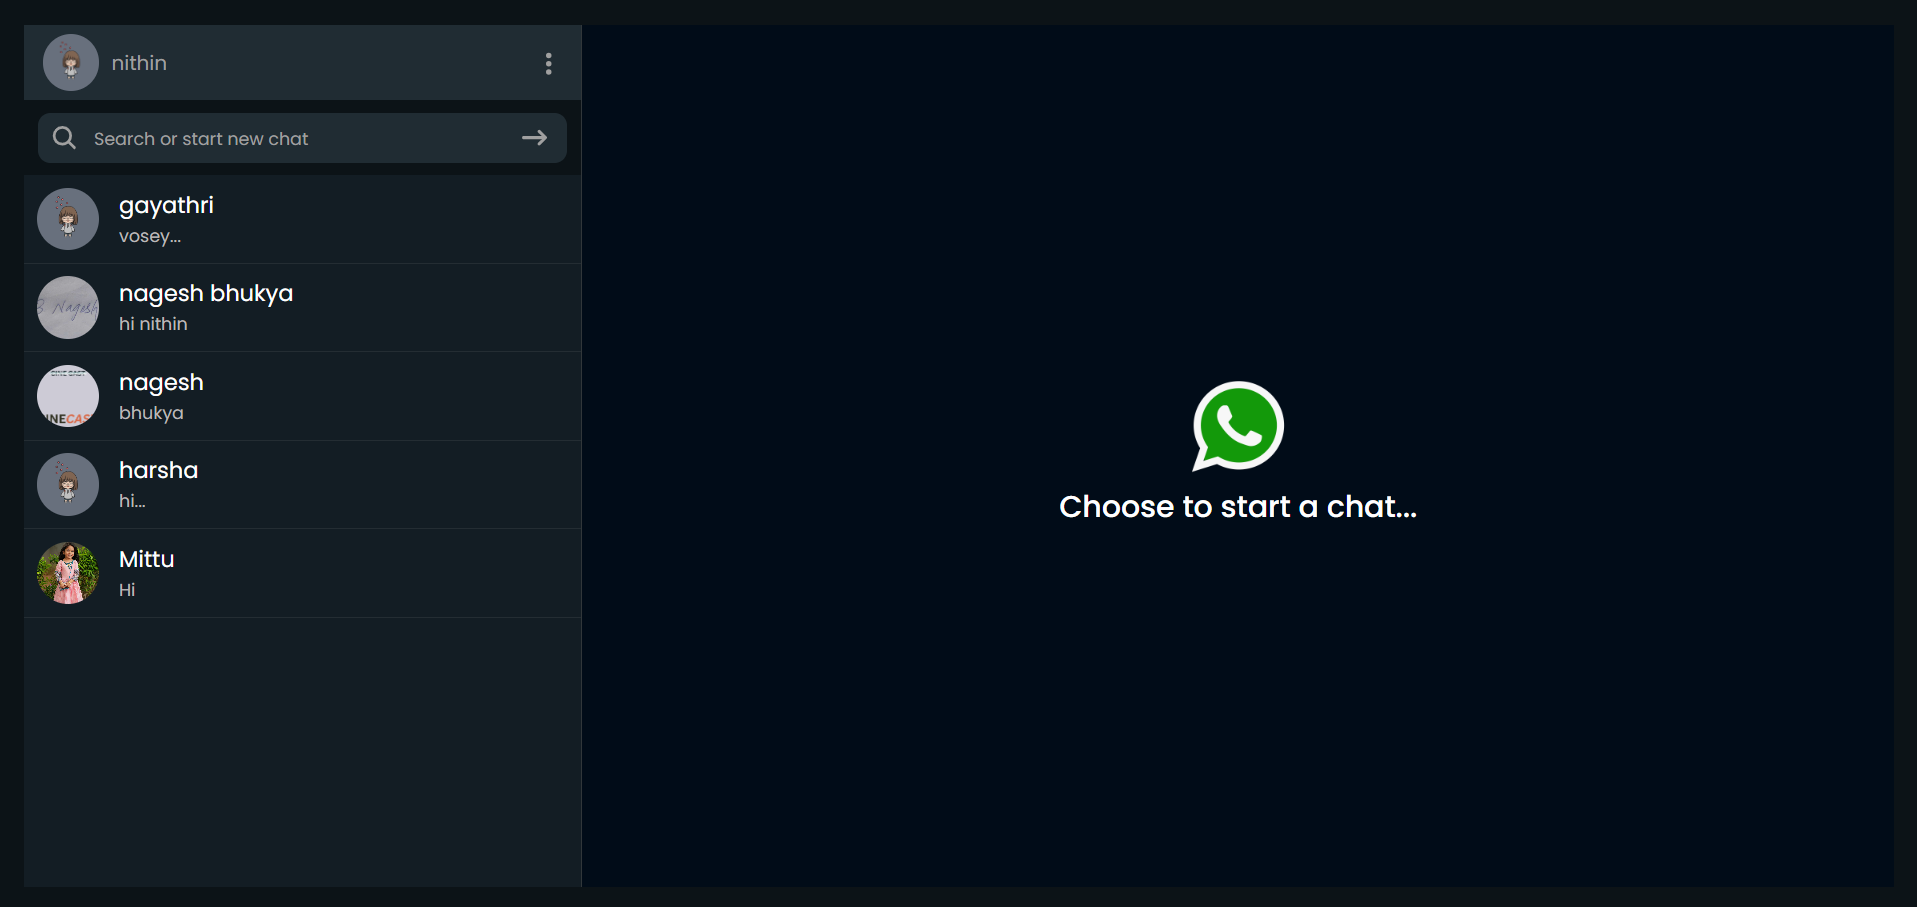 nithin
Search or start new chat
gayathri
vosey...
nagesh bhukya
hi nithin
nagesh
bhukya
harsha
hi...
Mittu
Hi
Nagesh
Choose to start a chat...